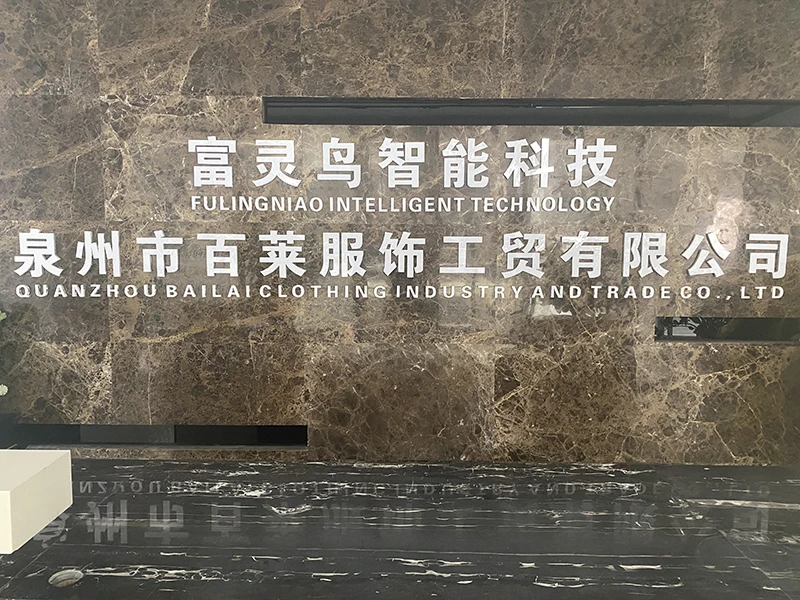 富灵鸟智能科技
FULINGNIAO INTELLIGENT TECHNOLOGY
泉州市百莱服饰工贸有限公司
QUANZHOU BAILAI CLOTHING INDUSTRY AND TRADE CO., LTD